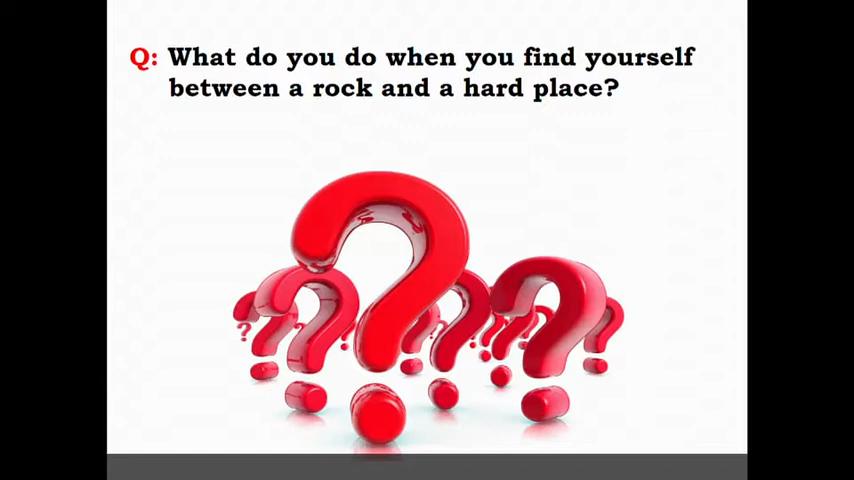 Q: What do you do when you find yourself
between a rock and a hard place?